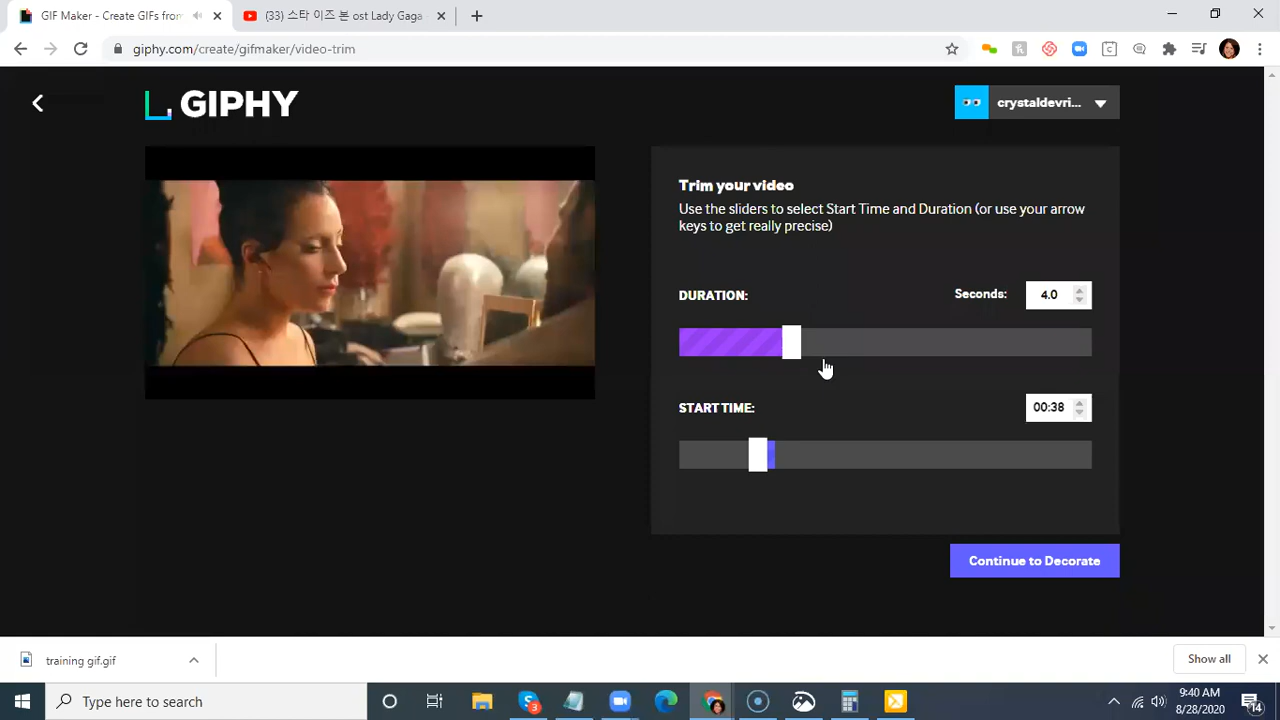 GIF Maker - Create GIFs from
(33) 스타 이즈 본 ost Lady Gaga -
giphy.com/create/gifmaker/video-trim
GIPHY
crystaldevri...
Trim your video
Use the sliders to select Start Time and Duration (or use your arrow
keys to get really precise)
DURATION:
Seconds:
4.0
START TIME:
00:38
Continue to Decorate
training gif.gif
Show all
Type here to search
3
9:40 AM
8/28/2020
14